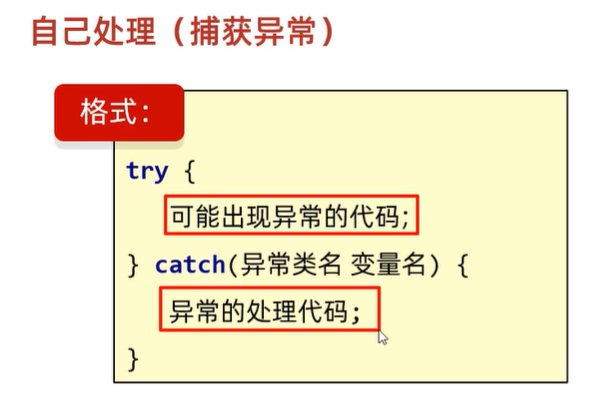 自己处理（捕获异常）
格式：
try {
可能出现异常的代码;
} catch(异常类名 变量名) {
异常的处理代码;
}